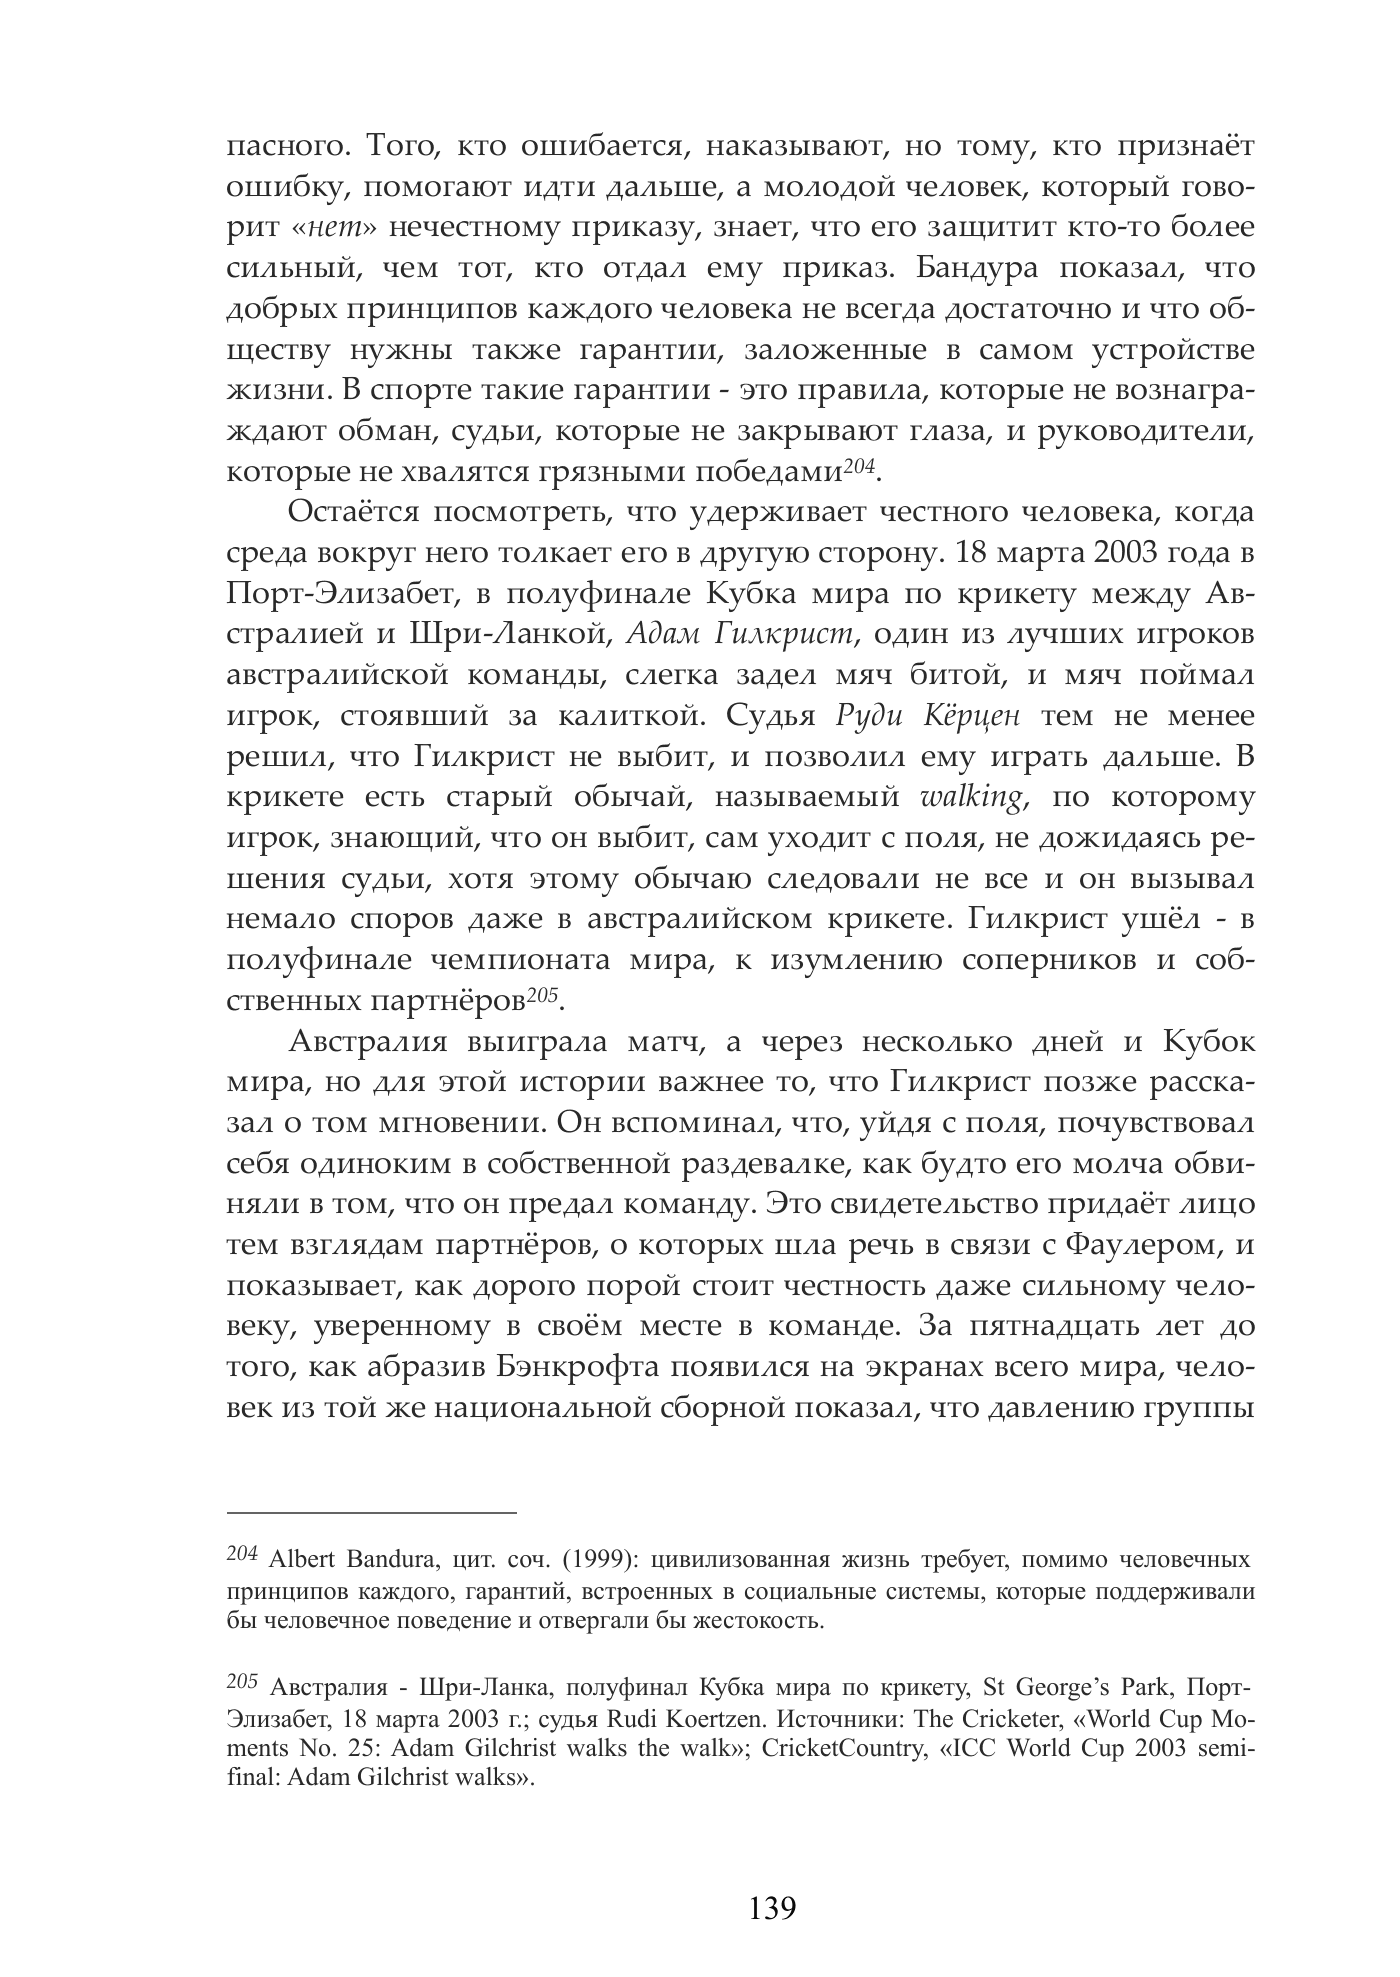 пасного. Того, кто ошибается, наказывают, но тому, кто признаёт
ошибку, помогают идти дальше, а молодой человек, который гово-
рит «нет» нечестному приказу, знает, что его защитит кто-то более
сильный, чем тот, кто отдал ему приказ. Бандура показал, что
добрых принципов каждого человека не всегда достаточно и что об-
ществу нужны также гарантии, заложенные в самом устройстве
жизни. В спорте такие гарантии - это правила, которые не вознагра-
ждают обман, судьи, которые не закрывают глаза, и руководители,
которые не хвалятся грязными победами204.
Остаётся посмотреть, что удерживает честного человека, когда
среда вокруг него толкает его в другую сторону. 18 марта 2003 года в
Порт-Элизабет, в полуфинале Кубка мира по крикету между Ав-
стралией и Шри-Ланкой, Адам Гилкрист, один из лучших игроков
австралийской команды, слегка задел мяч битой, и мяч поймал
игрок, стоявший за калиткой. Судья Руди Кёрцен тем не менее
решил, что Гилкрист не выбит, и позволил ему играть дальше. В
крикете есть старый обычай, называемый walking, по которому
игрок, знающий, что он выбит, сам уходит с поля, не дожидаясь ре-
шения судьи, хотя этому обычаю следовали не все и он вызывал
немало споров даже в австралийском крикете. Гилкрист ушёл - в
полуфинале чемпионата мира, к изумлению соперников и соб-
ственных партнёров205.
Австралия выиграла матч, а через несколько дней и Кубок
мира, но для этой истории важнее то, что Гилкрист позже расска-
зал о том мгновении. Он вспоминал, что, уйдя с поля, почувствовал
себя одиноким в собственной раздевалке, как будто его молча обви-
няли в том, что он предал команду. Это свидетельство придаёт лицо
тем взглядам партнёров, о которых шла речь в связи с Фаулером, и
показывает, как дорого порой стоит честность даже сильному чело-
веку, уверенному в своём месте в команде. За пятнадцать лет до
того, как абразив Бэнкрофта появился на экранах всего мира, чело-
век из той же национальной сборной показал, что давлению группы
204 Albert Bandura, цит. соч. (1999): цивилизованная жизнь требует, помимо человечных
принципов каждого, гарантий, встроенных в социальные системы, которые поддерживали
бы человечное поведение и отвергали бы жестокость.
205 Австралия - Шри-Ланка, полуфинал Кубка мира по крикету, St George’s Park, Порт-
Элизабет, 18 марта 2003 г.; судья Rudi Koertzen. Источники: The Cricketer, «World Cup Mo-
ments No. 25: Adam Gilchrist walks the walk»; CricketCountry, «ICC World Cup 2003 semi-
final: Adam Gilchrist walks».
139